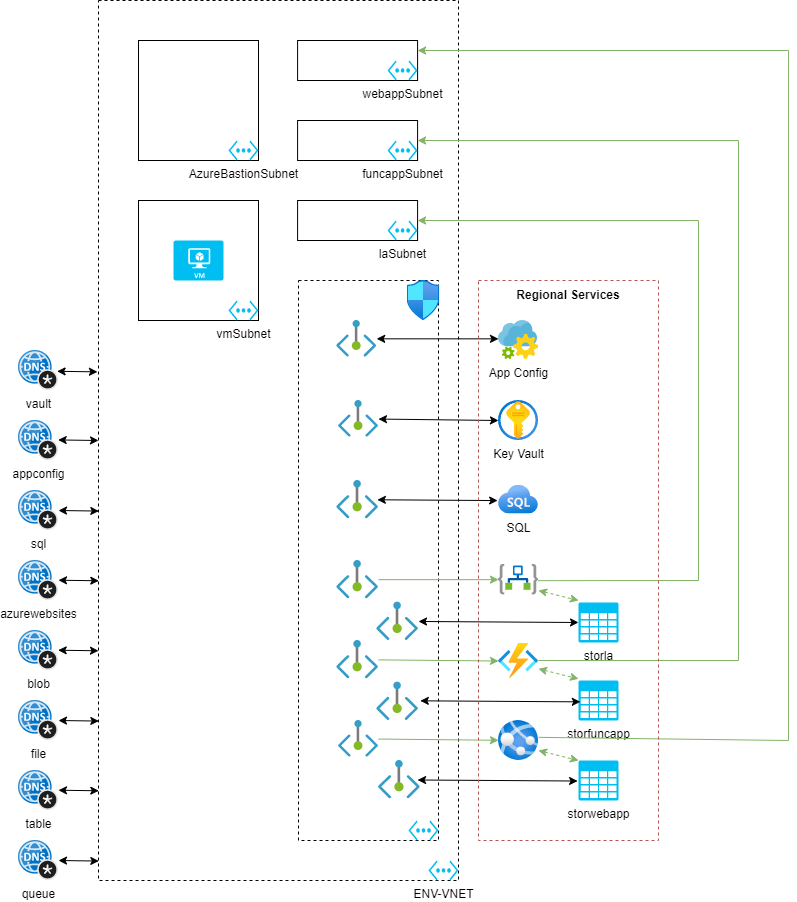 webappSubnet
AzureBastionSubnet
funcappSubnet
VM
laSubnet
vmSubnet
Regional Services
App Config
DNS
vault
Key Vault
DNS
appconfig
SQL
SQL
DNS
sql
DNS
azurewebsites
storla
DNS
blob
storfuncapp
DNS
file
storwebapp
DNS
table
DNS
queue
ENV-VNET